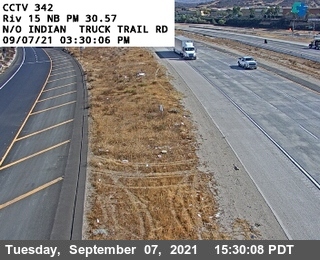 CCTV 342
Riv 15 NB PM 30.57
N/O INDIAN TRUCK TRAIL RD
09/07/21 03:30:06 PM
Tuesday, September 07, 2021 15:30:08 PDT